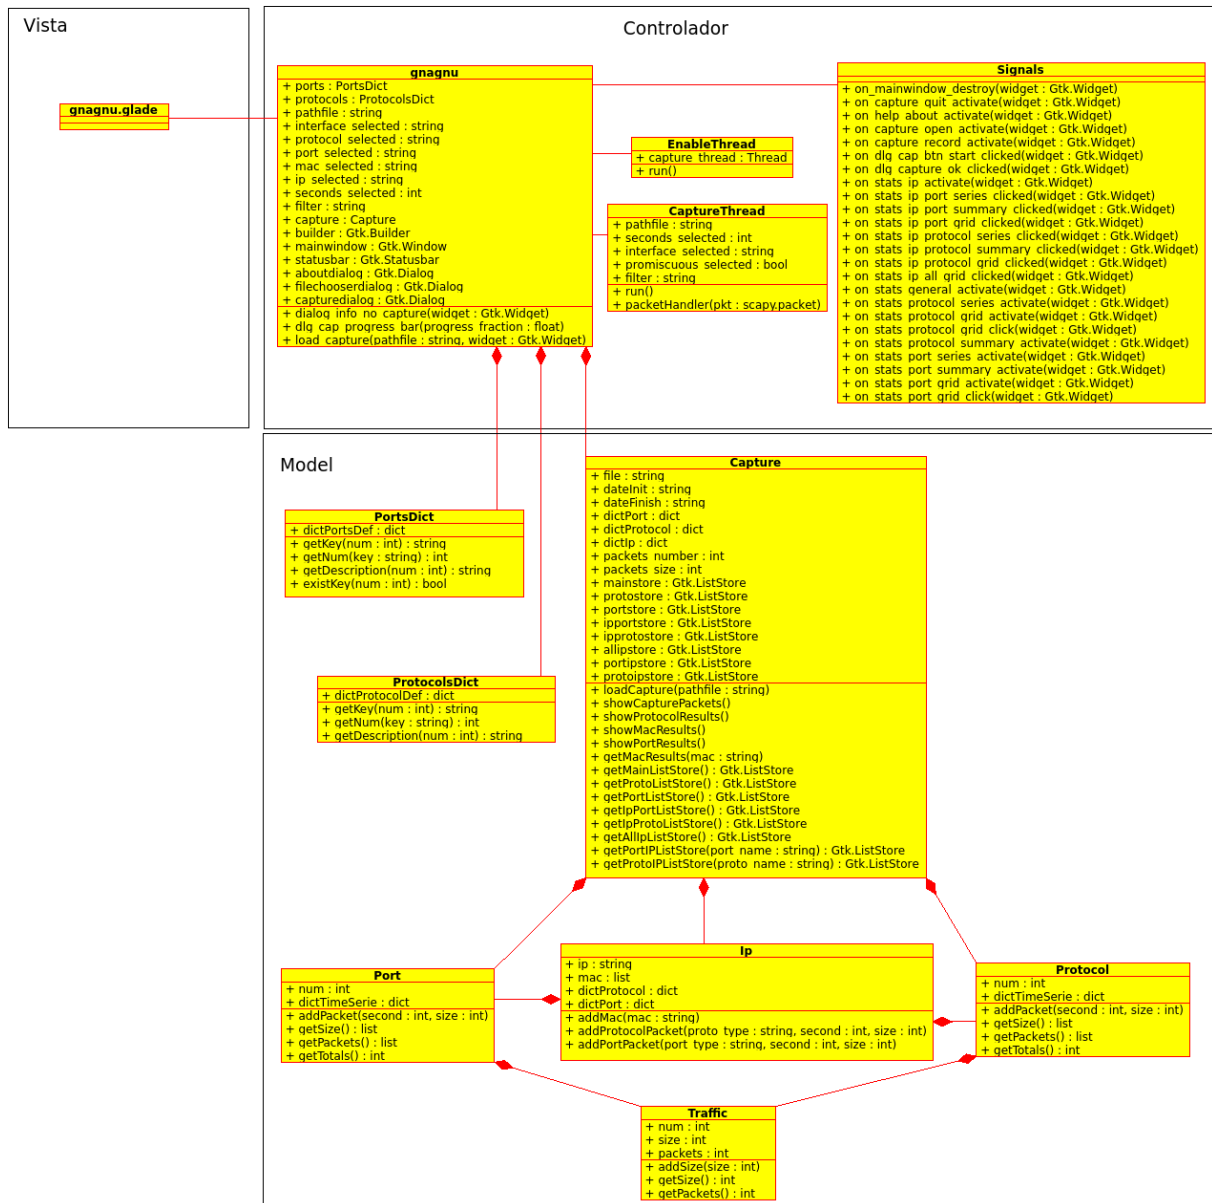 Vista
gnagnu.glade
Controlador
gnagnu
+ ports : PortsDict
+ protocols : ProtocolsDict
+ pathfile : string
+ interface_selected : string
+ protocol_selected : string
+ port_selected : string
+ mac_selected : string
+ ip_selected : string
+ seconds_selected : int
+ filter : string
+ capture : Capture
+ builder : Gtk.Builder
+ mainwindow : Gtk.Window
+ statusbar : Gtk.Statusbar
+ aboutdialog : Gtk.Dialog
+ filechooserdialog : Gtk.Dialog
+ capturedialog : Gtk.Dialog
+ dialog_info_no_capture(widget : Gtk.Widget)
+ dlg_cap_progress_bar(progress_fraction : float)
+ load_capture(pathfile : string, widget : Gtk.Widget)
EnableThread
+ capture_thread : Thread
+ run()
CaptureThread
+ pathfile : string
+ seconds_selected : int
+ interface_selected : string
+ promiscuous_selected : bool
+ filter : string
+ run()
+ packetHandler(pkt : scapy.packet)
Signals
+ on_mainwindow_destroy(widget : Gtk.Widget)
+ on_capture_quit_activate(widget : Gtk.Widget)
+ on_help_about_activate(widget : Gtk.Widget)
+ on_capture_open_activate(widget : Gtk.Widget)
+ on_capture_record_activate(widget : Gtk.Widget)
+ on_dlg_cap_btn_start_clicked(widget : Gtk.Widget)
+ on_dlg_capture_ok_clicked(widget : Gtk.Widget)
+ on_stats_ip_activate(widget : Gtk.Widget)
+ on_stats_ip_port_series_clicked(widget : Gtk.Widget)
+ on_stats_ip_port_summary_clicked(widget : Gtk.Widget)
+ on_stats_ip_port_grid_clicked(widget : Gtk.Widget)
+ on_stats_ip_protocol_series_clicked(widget : Gtk.Widget)
+ on_stats_ip_protocol_summary_clicked(widget : Gtk.Widget)
+ on_stats_ip_protocol_grid_clicked(widget : Gtk.Widget)
+ on_stats_ip_all_grid_clicked(widget : Gtk.Widget)
+ on_stats_general_activate(widget : Gtk.Widget)
+ on_stats_protocol_series_activate(widget : Gtk.Widget)
+ on_stats_protocol_grid_activate(widget : Gtk.Widget)
+ on_stats_protocol_grid_click(widget : Gtk.Widget)
+ on_stats_protocol_summary_activate(widget : Gtk.Widget)
+ on_stats_port_series_activate(widget : Gtk.Widget)
+ on_stats_port_summary_activate(widget : Gtk.Widget)
+ on_stats_port_grid_activate(widget : Gtk.Widget)
+ on_stats_port_grid_click(widget : Gtk.Widget)
Model
PortsDict
+ dictPortsDef : dict
+ getKey(num : int) : string
+ getNum(key : string) : int
+ getDescription(num : int) : string
+ existKey(num : int) : bool
ProtocolsDict
+ dictProtocolDef : dict
+ getKey(num : int) : string
+ getNum(key : string) : int
+ getDescription(num : int) : string
Capture
+ file : string
+ dateInit : string
+ dateFinish : string
+ dictPort : dict
+ dictProtocol : dict
+ dictIp : dict
+ packets_number : int
+ packets_size : int
+ mainstore : Gtk.ListStore
+ protostore : Gtk.ListStore
+ portstore : Gtk.ListStore
+ ipportstore : Gtk.ListStore
+ ipprotostore : Gtk.ListStore
+ allipstore : Gtk.ListStore
+ portipstore : Gtk.ListStore
+ protoipstore : Gtk.ListStore
+ loadCapture(pathfile : string)
+ showCapturePackets()
+ showProtocolResults()
+ showMacResults()
+ showPortResults()
+ getMacResults(mac : string)
+ getMainListStore() : Gtk.ListStore
+ getProtoListStore() : Gtk.ListStore
+ getPortListStore() : Gtk.ListStore
+ getIpPortListStore() : Gtk.ListStore
+ getIpProtoListStore() : Gtk.ListStore
+ getAllIpListStore() : Gtk.ListStore
+ getPortIPListStore(port_name : string) : Gtk.ListStore
+ getProtoIPListStore(proto_name : string) : Gtk.ListStore
Port
+ num : int
+ dictTimeSerie : dict
+ addPacket(second : int, size : int)
+ getSize() : list
+ getPackets() : list
+ getTotals() : int
Ip
+ ip : string
+ mac : list
+ dictProtocol : dict
+ dictPort : dict
+ addMac(mac : string)
+ addProtocolPacket(proto_type : string, second : int, size : int)
+ addPortPacket(port_type : string, second : int, size : int)
Protocol
+ num : int
+ dictTimeSerie : dict
+ addPacket(second : int, size : int)
+ getSize() : list
+ getPackets() : list
+ getTotals() : int
Traffic
+ num : int
+ size : int
+ packets : int
+ addSize(size : int)
+ getSize() : int
+ getPackets() : int